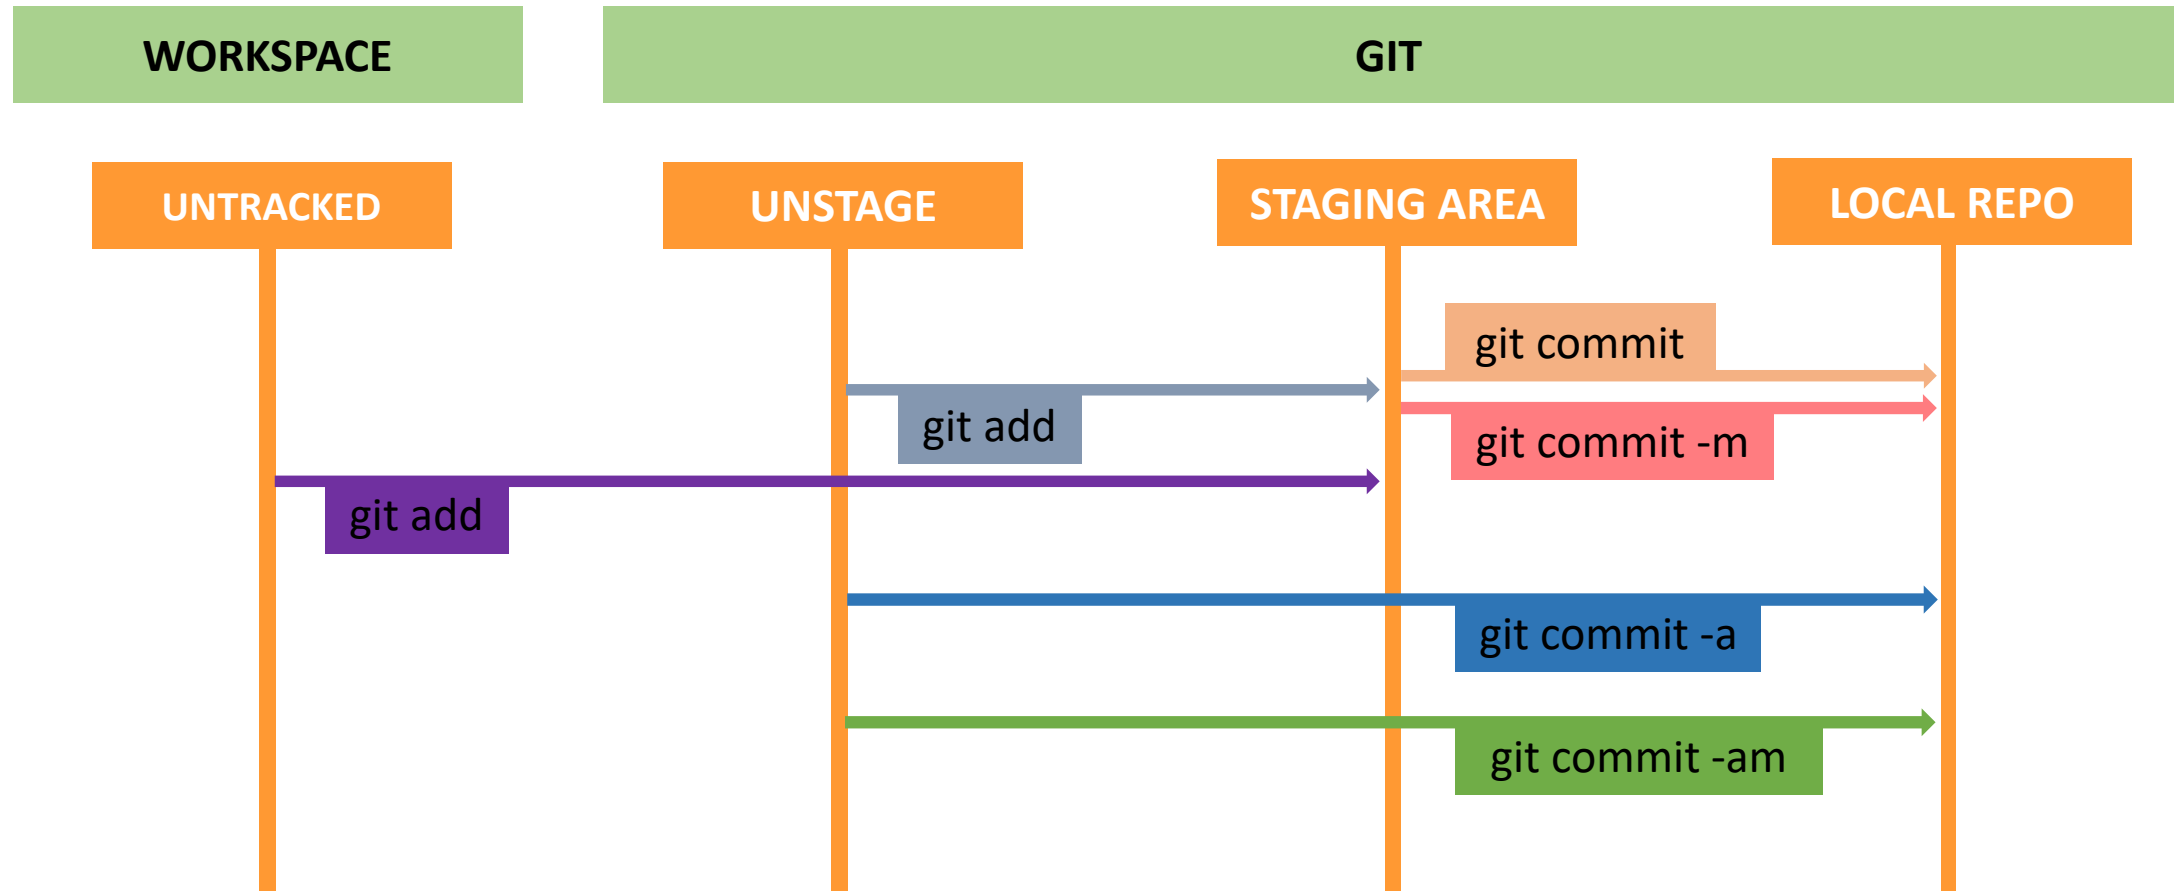 WORKSPACE
GIT
UNTRACKED
UNSTAGE
STAGING AREA
LOCAL REPO
git commit
git add
git commit -m
git add
git commit -a
git commit -am